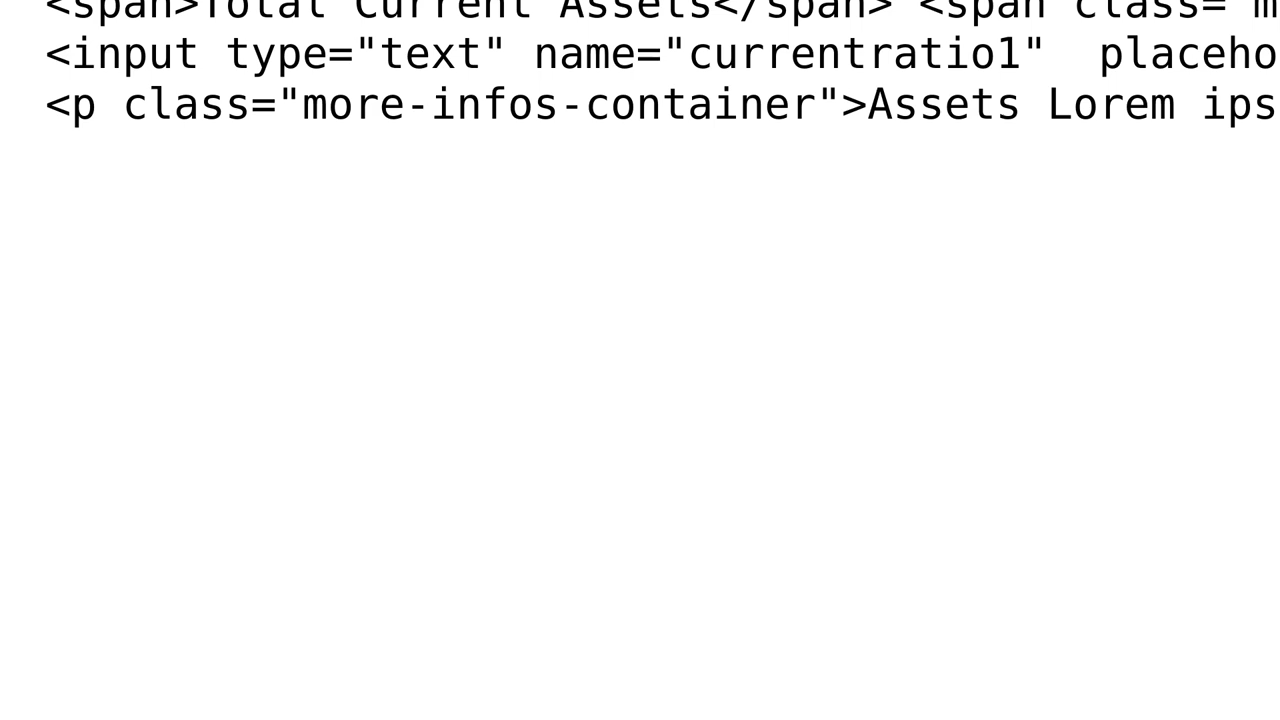 <span>Total Current Assets</span> <span class="m
<input type="text" name="currentratio1"  placeho
<p class="more-infos-container">Assets Lorem ips